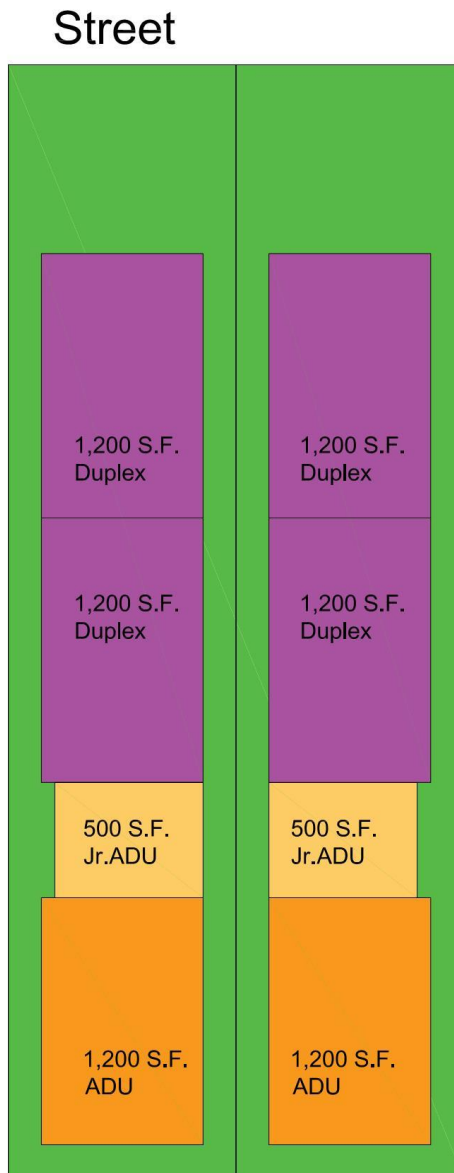 Street
1,200 S.F.
Duplex
1,200 S.F.
Duplex
1,200 S.F.
Duplex
1,200 S.F.
Duplex
500 S.F.
Jr.ADU
500 S.F.
Jr.ADU
1,200 S.F.
ADU
1,200 S.F.
ADU